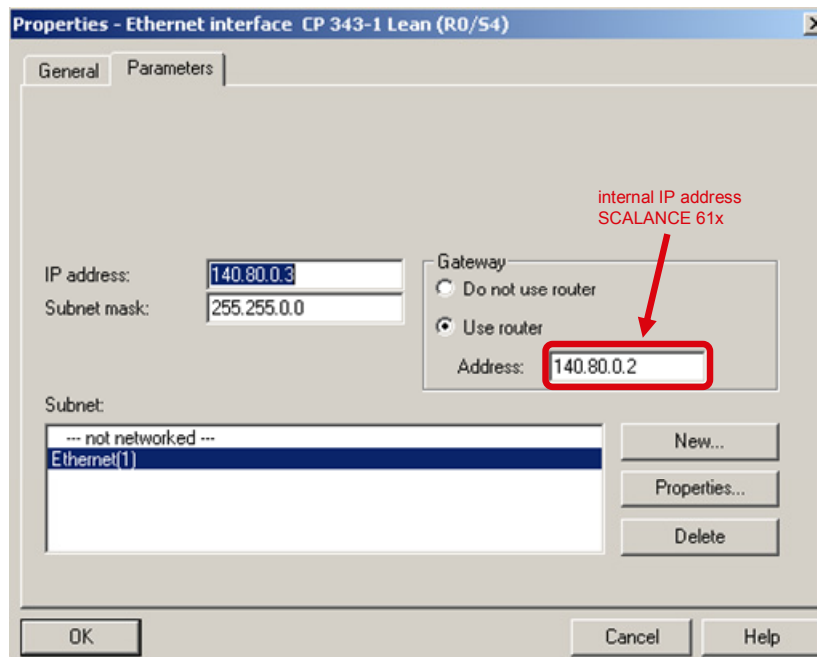 Properties - Ethernet interface CP 343-1 Lean (R0/S4)
General
Parameters
internal IP address
SCALANCE 61x
IP address:
140.80.0.3
Subnet mask:
255.255.0.0
Gateway
Do not use router
Use router
Address:
140.80.0.2
Subnet:
--- not networked ---
Ethernet(1)
New...
Properties...
Delete
OK
Cancel
Help